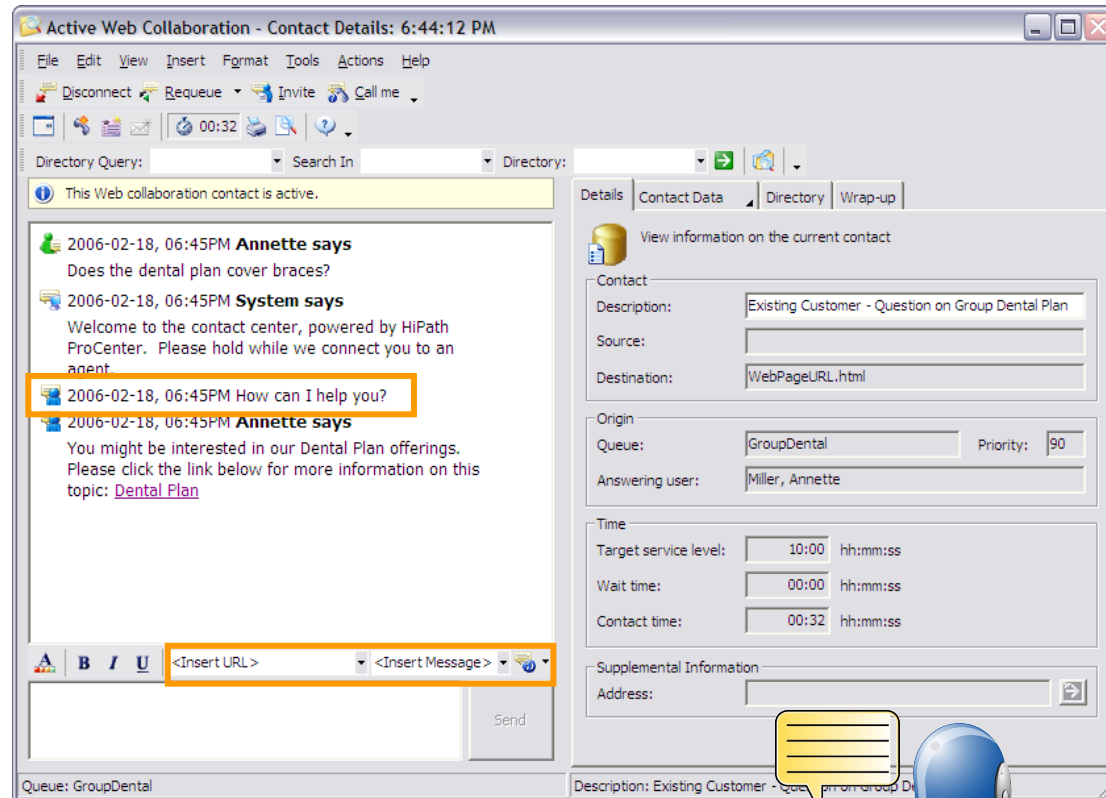 Active Web Collaboration - Contact Details: 6:44:12 PM
File Edit View Insert Format Tools Actions Help
Disconnect Requeue Invite Call me
00:32
Directory Query: Search In Directory:
This Web collaboration contact is active.
2006-02-18, 06:45PM Annette says
Does the dental plan cover braces?
2006-02-18, 06:45PM System says
Welcome to the contact center, powered by HiPath
ProCenter. Please hold while we connect you to an
agent.
2006-02-18, 06:45PM How can I help you?
2006-02-18, 06:45PM Annette says
You might be interested in our Dental Plan offerings.
Please click the link below for more information on this
topic: Dental Plan
B I U <Insert URL> <Insert Message>
Send
Queue: GroupDental
Details Contact Data Directory Wrap-up
View information on the current contact
Contact
Description: Existing Customer - Question on Group Dental Plan
Source:
Destination: WebPageURL.html
Origin
Queue: GroupDental Priority: 90
Answering user: Miller, Annette
Time
Target service level: 10:00 hh:mm:ss
Wait time: 00:00 hh:mm:ss
Contact time: 00:32 hh:mm:ss
Supplemental Information
Address:
Description: Existing Customer - Question on Group De